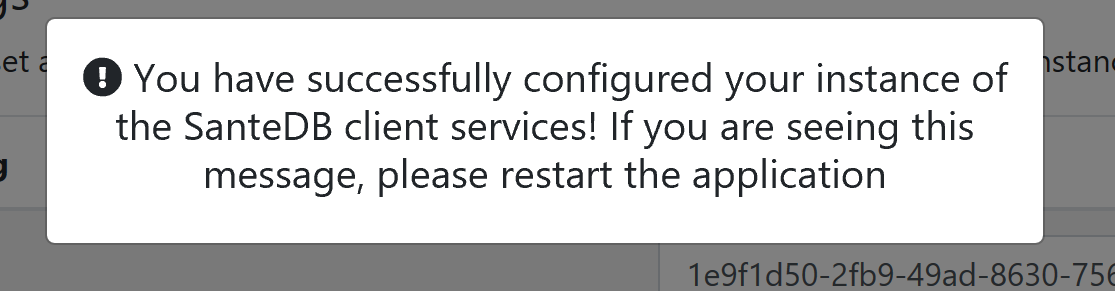 You have successfully configured your instance of
the SanteDB client services! If you are seeing this
message, please restart the application
1e9f1d50-2fb9-49ad-8630-756